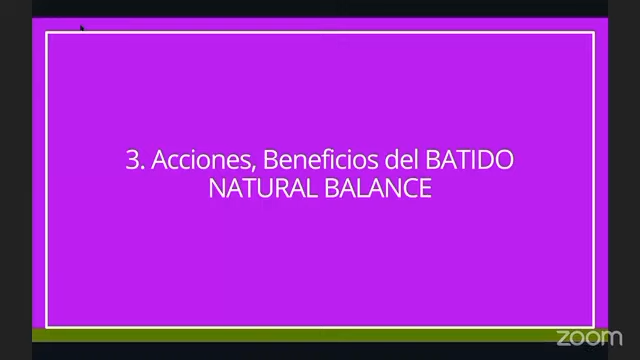 3. Acciones, Beneficios del BATIDO
NATURAL BALANCE
zoom